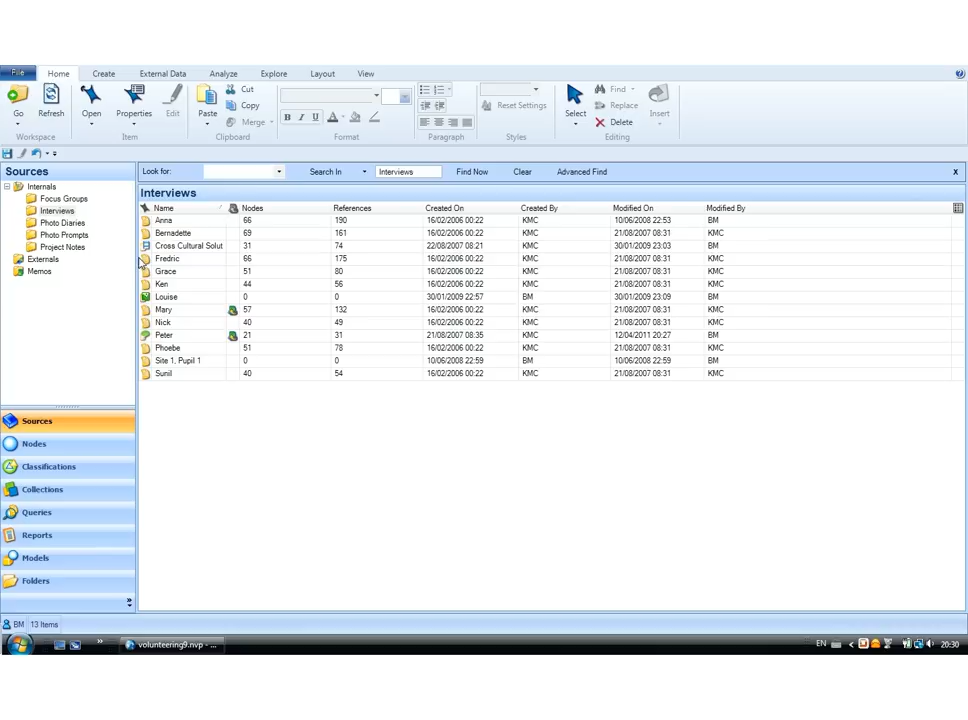 File Home Create External Data Analyze Explore Layout View
Go Refresh Open Properties Edit Paste Cut Copy Merge B I U A Reset Settings Select Find Replace Delete Insert
Workspace Item Clipboard Format Paragraph Styles Editing
Sources
Internals
Focus Groups
Interviews
Photo Diaries
Photo Prompts
Project Notes
Externals
Memos
Look for: Search In Interviews Find Now Clear Advanced Find x
Interviews
Name Nodes References Created On Created By Modified On Modified By
Anna 66 190 16/02/2006 00:22 KMC 10/06/2008 22:53 BM
Bernadette 69 161 16/02/2006 00:22 KMC 21/08/2007 08:31 KMC
Cross Cultural Solut 31 74 22/08/2007 08:21 KMC 30/01/2009 23:03 BM
Fredric 66 175 16/02/2006 00:22 KMC 21/08/2007 08:31 KMC
Grace 51 80 16/02/2006 00:22 KMC 21/08/2007 08:31 KMC
Ken 44 56 16/02/2006 00:22 KMC 21/08/2007 08:31 KMC
Louise 0 0 30/01/2009 22:57 BM 30/01/2009 23:09 BM
Mary 57 132 16/02/2006 00:22 KMC 21/08/2007 08:31 KMC
Nick 40 49 16/02/2006 00:22 KMC 21/08/2007 08:31 KMC
Peter 21 31 21/08/2007 08:35 KMC 12/04/2011 20:27 BM
Phoebe 51 78 16/02/2006 00:22 KMC 21/08/2007 08:31 KMC
Site 1, Pupil 1 0 0 10/06/2008 22:59 BM 10/06/2008 22:59 BM
Sunil 40 54 16/02/2006 00:22 KMC 21/08/2007 08:31 KMC
Sources
Nodes
Classifications
Collections
Queries
Reports
Models
Folders
BM 13 Items
volunteering9.nvp - ... EN 20:30